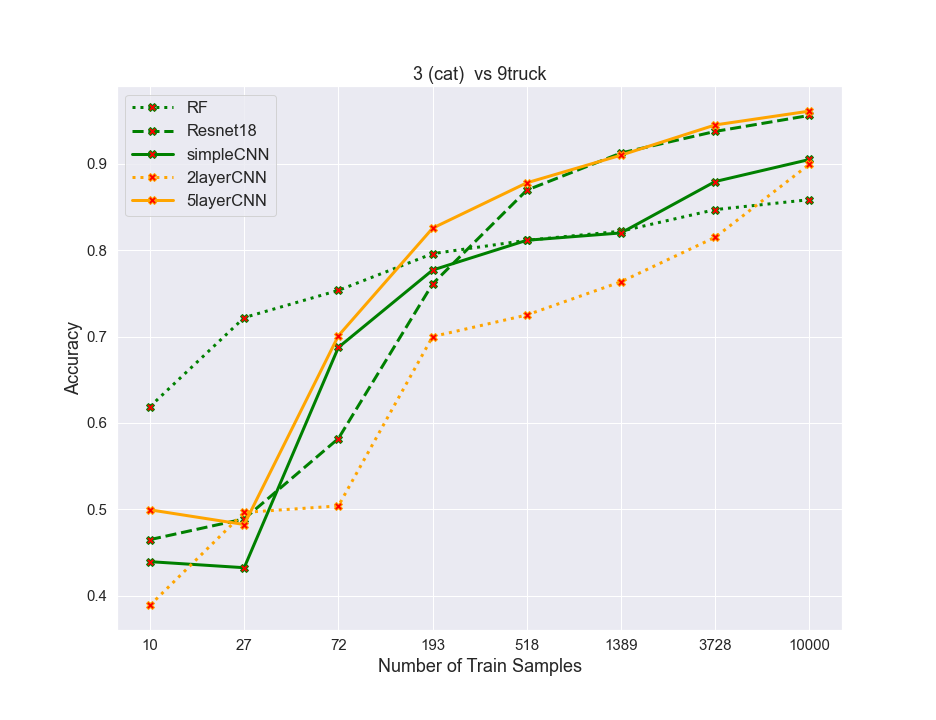 3 (cat)  vs 9truck
RF
Resnet18
simpleCNN
2layerCNN
5layerCNN
0.9
0.8
0.7
0.6
0.5
0.4
Accuracy
10 27 72 193 518 1389 3728 10000
Number of Train Samples